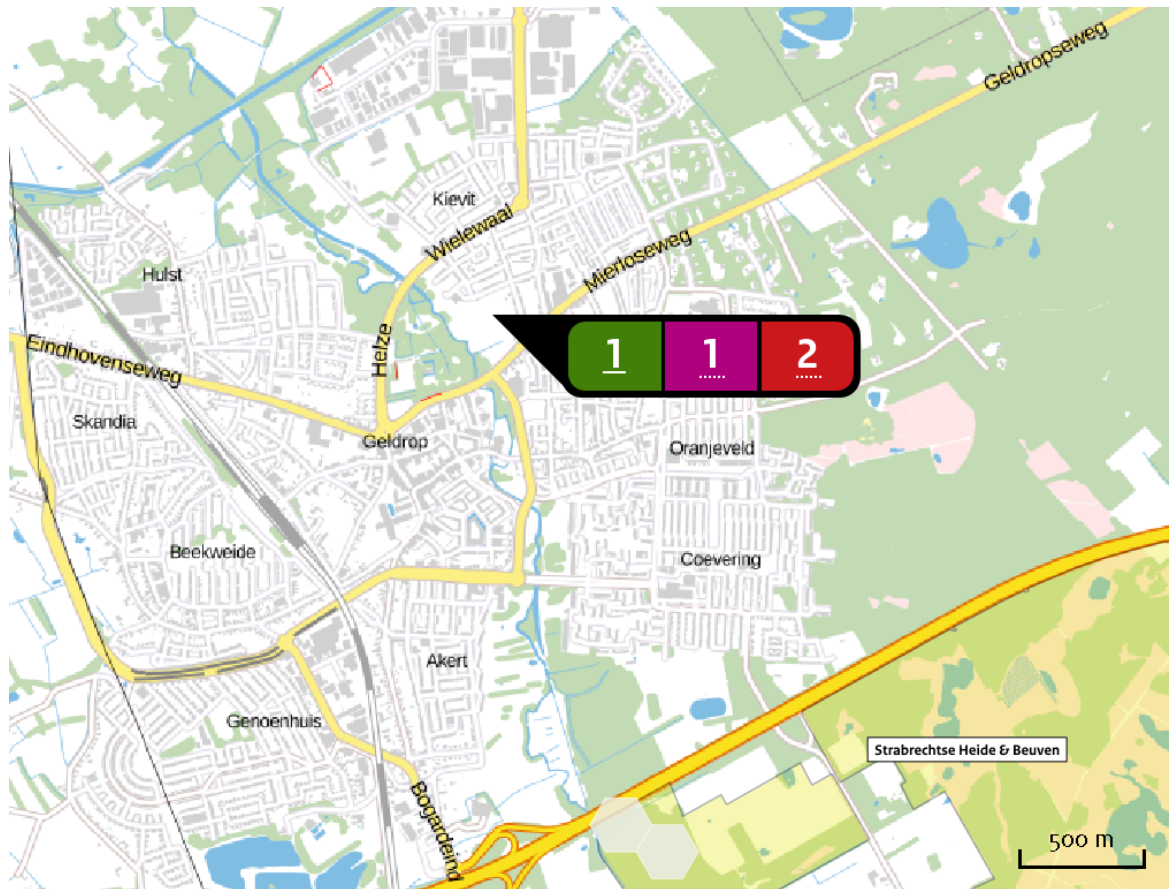 Geldropseweg
Kievit
Wielewaal
Mierloseweg
Hulst
Helze
Eindhovenseweg
1 1 2
Skandia
Geldrop
Oranjeveld
Beekweide
Coevering
Akert
Genoenhuis
Strabrechtse Heide & Beuven
Bogardeind
500 m